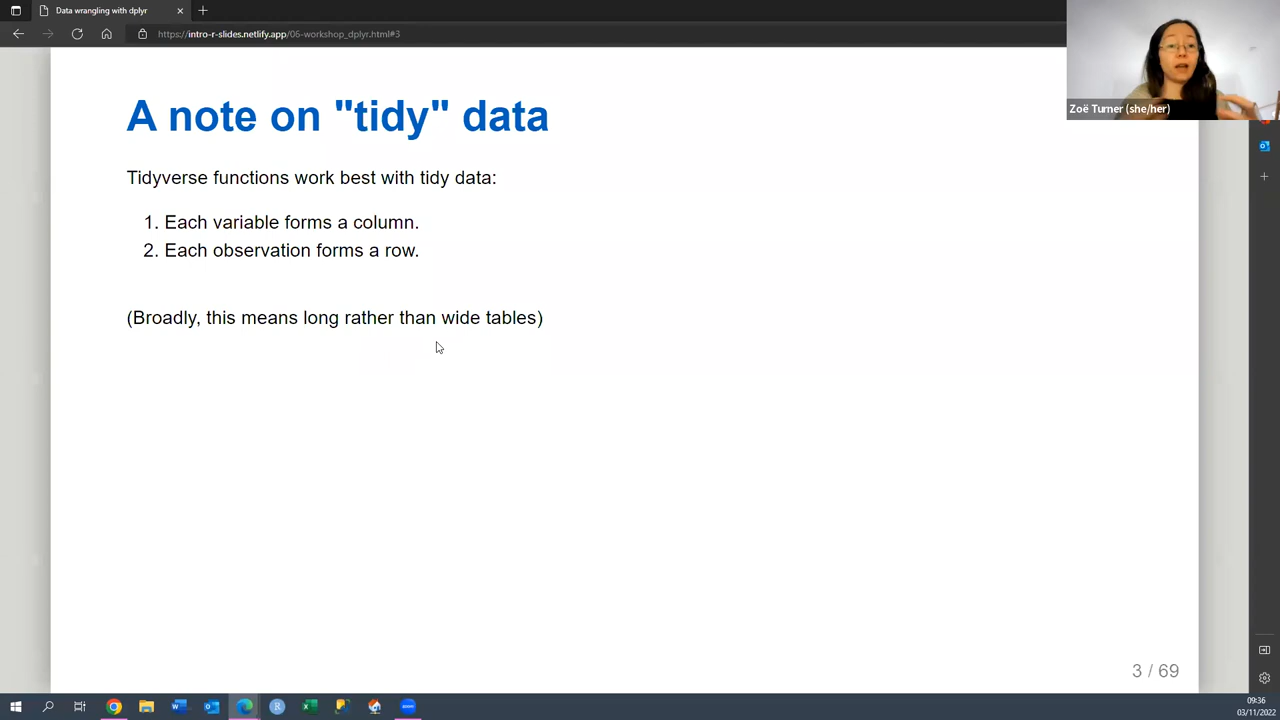 Data wrangling with dplyr
https://intro-r-slides.netlify.app/06-workshop_dplyr.html#3
Zoë Turner (she/her)
A note on "tidy" data
Tidyverse functions work best with tidy data:
1. Each variable forms a column.
2. Each observation forms a row.
(Broadly, this means long rather than wide tables)
3 / 69
09:36
03/11/2022